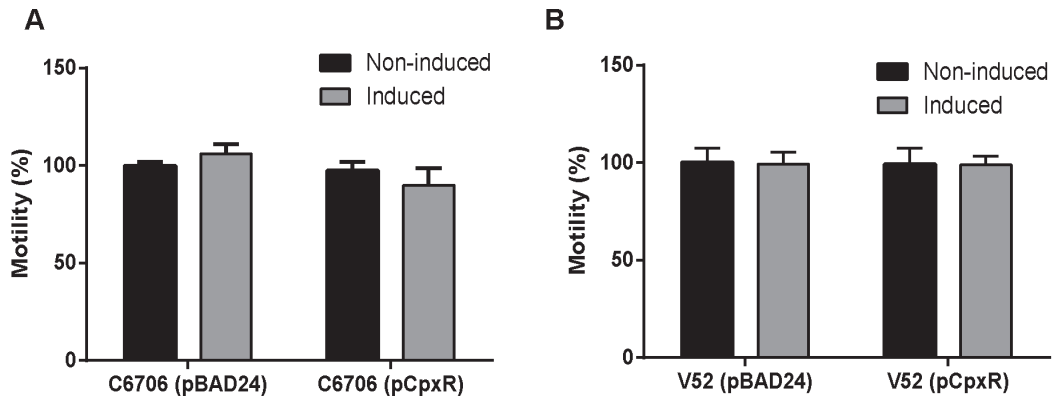 A
Motility (%)
150
100
50
0
Non-induced
Induced
C6706 (pBAD24)
C6706 (pCpxR)
B
Motility (%)
150
100
50
0
Non-induced
Induced
V52 (pBAD24)
V52 (pCpxR)